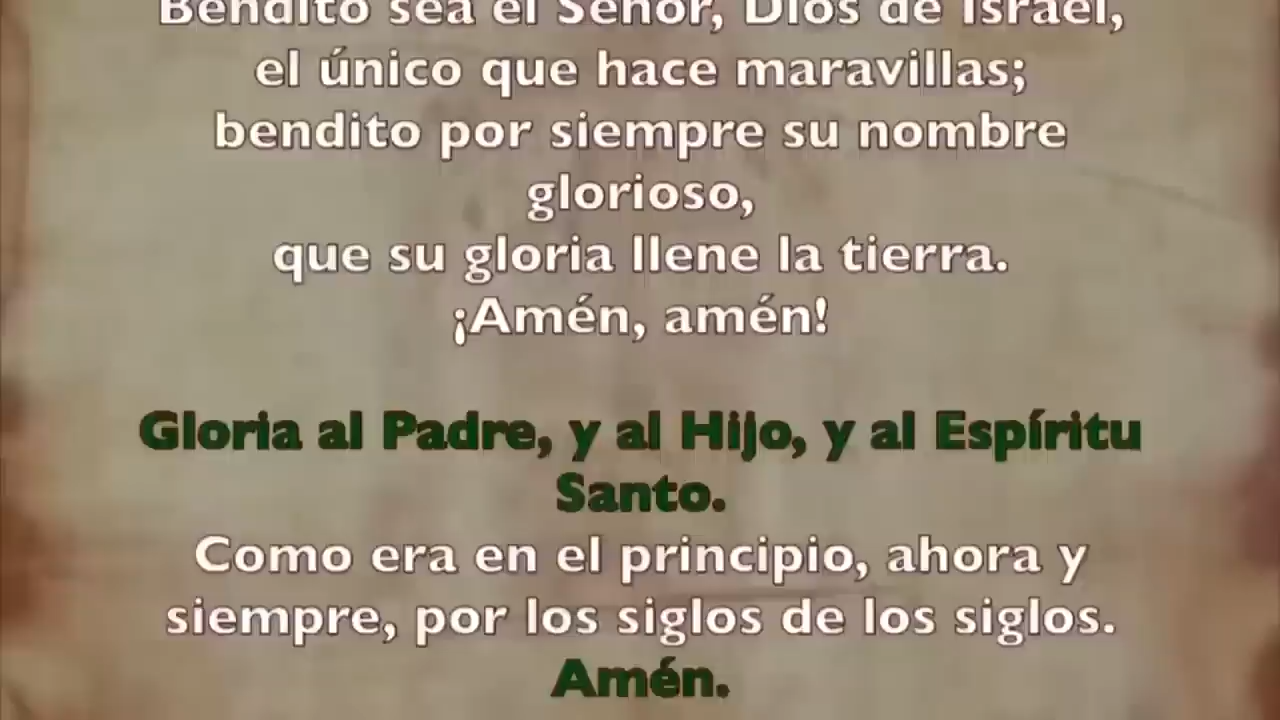 Bendito sea el Señor, Dios de Israel,
el único que hace maravillas;
bendito por siempre su nombre
glorioso,
que su gloria llene la tierra.
¡Amén, amén!
Gloria al Padre, y al Hijo, y al Espíritu
Santo.
Como era en el principio, ahora y
siempre, por los siglos de los siglos.
Amén.